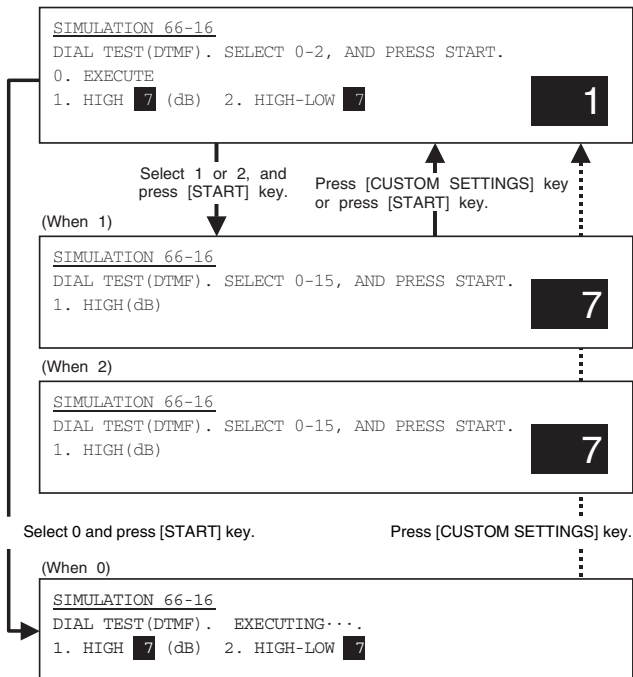 SIMULATION 66-16
DIAL TEST(DTMF). SELECT 0-2, AND PRESS START.
0. EXECUTE
1. HIGH 7 (dB) 2. HIGH-LOW 7
1
Select 1 or 2, and
press [START] key.
Press [CUSTOM SETTINGS] key
or press [START] key.
(When 1)
SIMULATION 66-16
DIAL TEST(DTMF). SELECT 0-15, AND PRESS START.
1. HIGH(dB)
7
(When 2)
SIMULATION 66-16
DIAL TEST(DTMF). SELECT 0-15, AND PRESS START.
1. HIGH(dB)
7
Select 0 and press [START] key.
Press [CUSTOM SETTINGS] key.
(When 0)
SIMULATION 66-16
DIAL TEST(DTMF). EXECUTING···.
1. HIGH 7 (dB) 2. HIGH-LOW 7